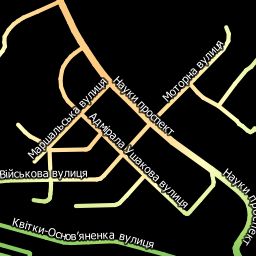 Моторна вулиця
Науки проспект
Маршальська вулиця
Адмірала Ушакова вулиця
Військова вулиця
Науки проспект
Квітки-Основ'яненка вулиця